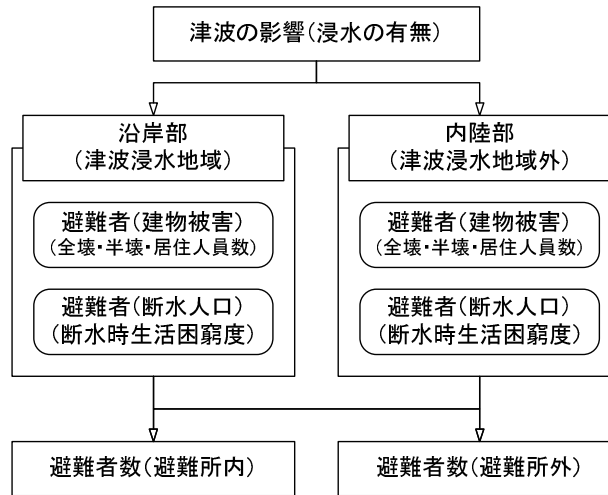 津波の影響(浸水の有無)
沿岸部
(津波浸水地域)
避難者(建物被害)
(全壊・半壊・居住人員数)
避難者(断水人口)
(断水時生活困窮度)
内陸部
(津波浸水地域外)
避難者(建物被害)
(全壊・半壊・居住人員数)
避難者(断水人口)
(断水時生活困窮度)
避難者数(避難所内)
避難者数(避難所外)